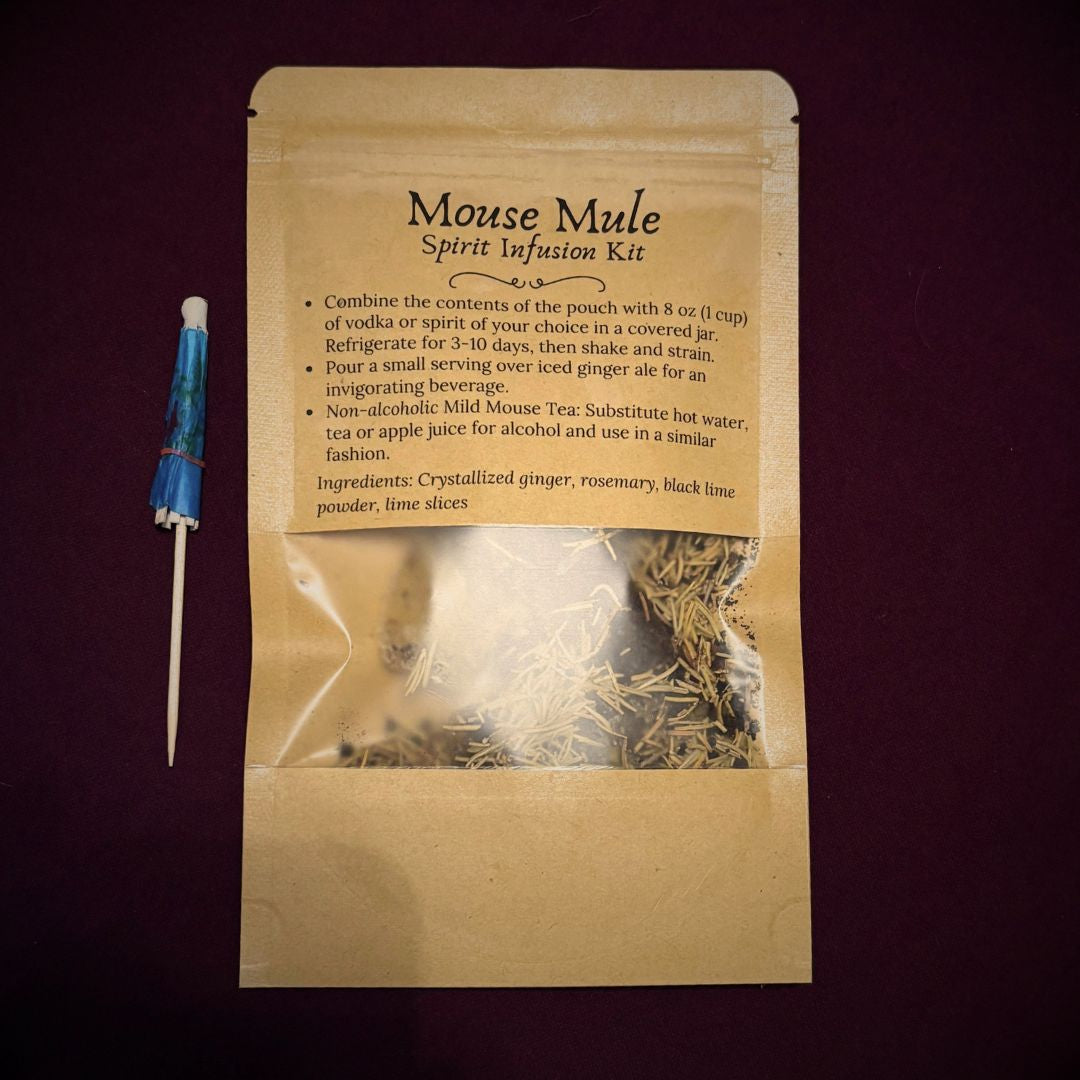 Mouse Mule
Spirit Infusion Kit
• Combine the contents of the pouch with 8 oz (1 cup)
of vodka or spirit of your choice in a covered jar.
Refrigerate for 3-10 days, then shake and strain.
• Pour a small serving over iced ginger ale for an
invigorating beverage.
• Non-alcoholic Mild Mouse Tea: Substitute hot water,
tea or apple juice for alcohol and use in a similar
fashion.
Ingredients: Crystallized ginger, rosemary, black lime
powder, lime slices